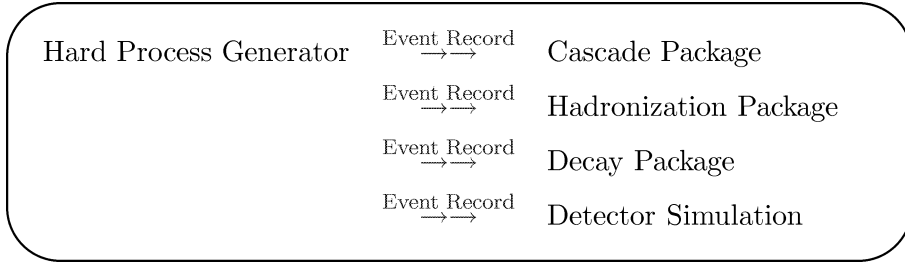 Hard Process Generator Event Record →→ Cascade Package
Event Record →→ Hadronization Package
Event Record →→ Decay Package
Event Record →→ Detector Simulation